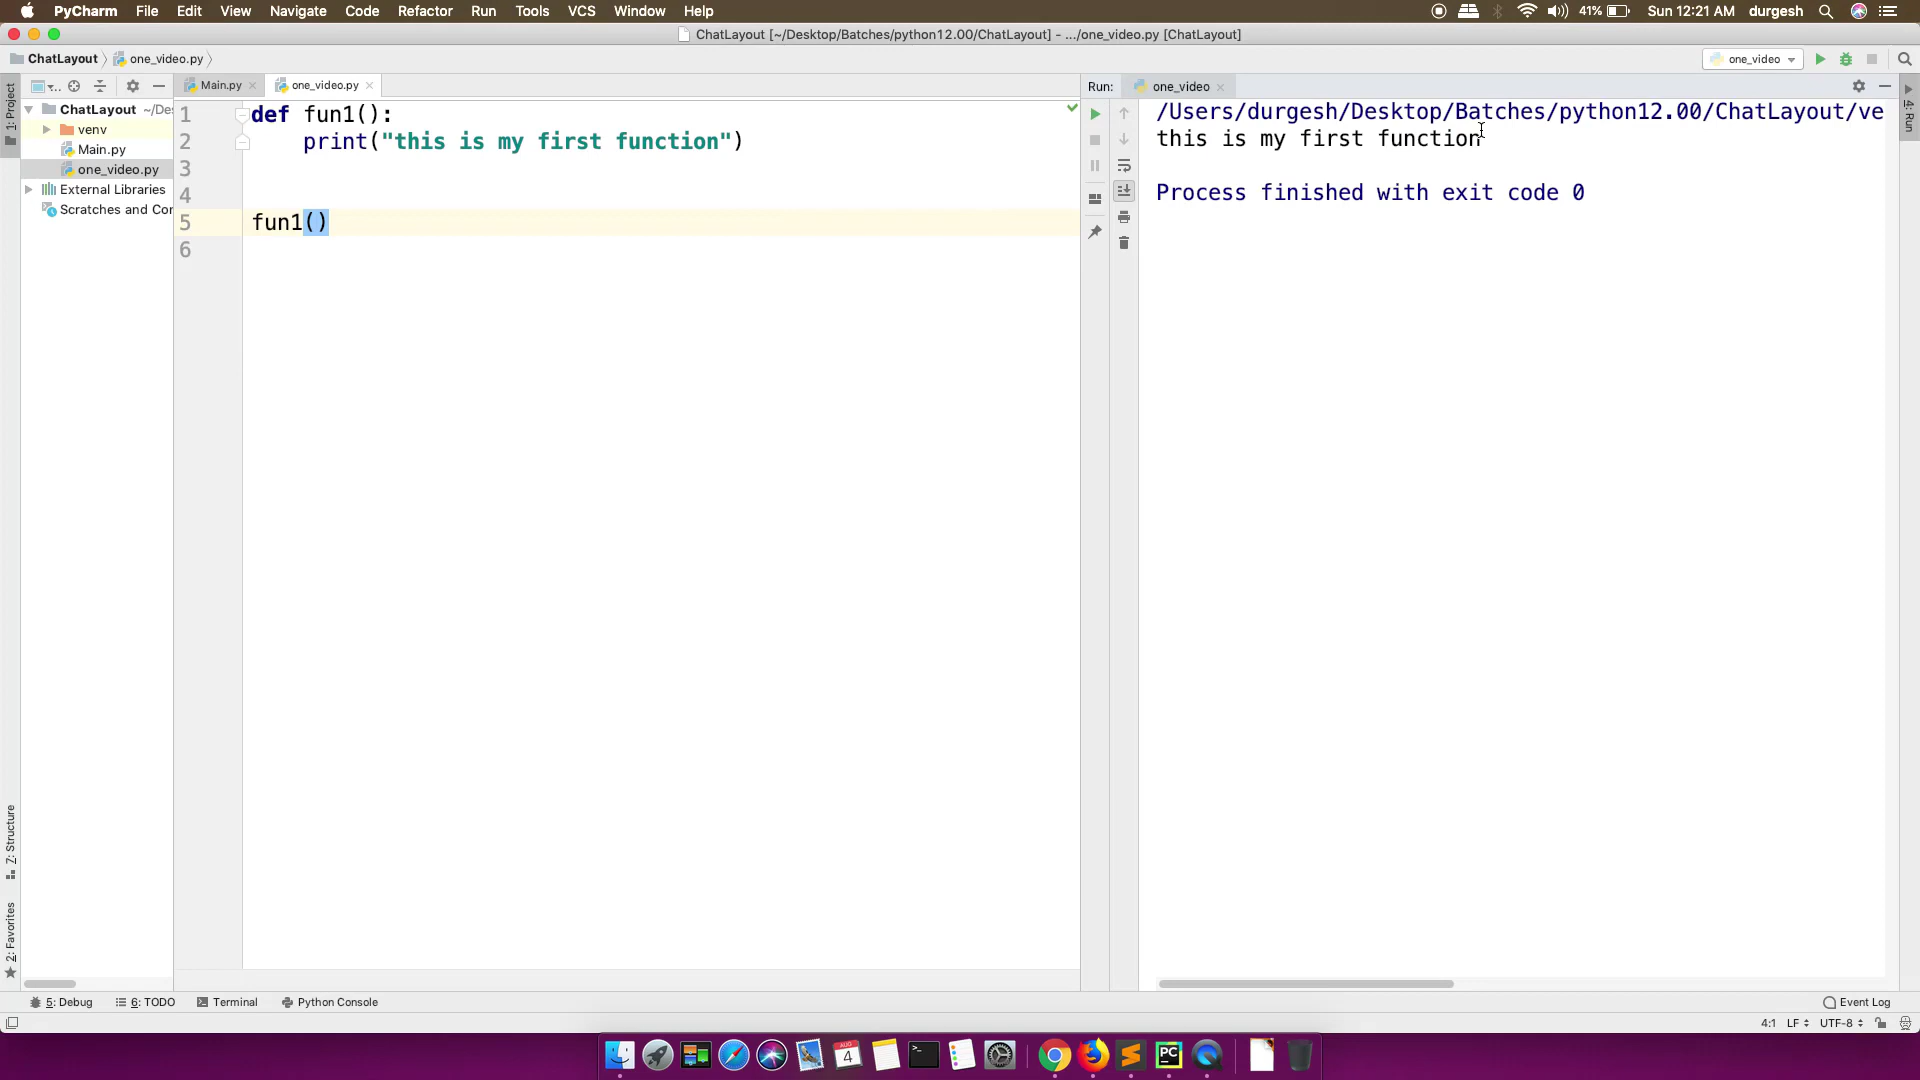 PyCharm File Edit View Navigate Code Refactor Run Tools VCS Window Help 41% Sun 12:21 AM durgesh
ChatLayout [~/Desktop/Batches/python12.00/ChatLayout] - .../one_video.py [ChatLayout]
ChatLayout one_video.py one_video
Main.py one_video.py Run: one_video
1: Project
ChatLayout ~/De
venv
Main.py
one_video.py
External Libraries
Scratches and Cor
1 def fun1():
2 print("this is my first function")
3
4
5 fun1()
6
/Users/durgesh/Desktop/Batches/python12.00/ChatLayout/ve
this is my first function
Process finished with exit code 0
4: Run
Z: Structure
2: Favorites
5: Debug 6: TODO Terminal Python Console Event Log
4:1 LF UTF-8
AUG
4
PC